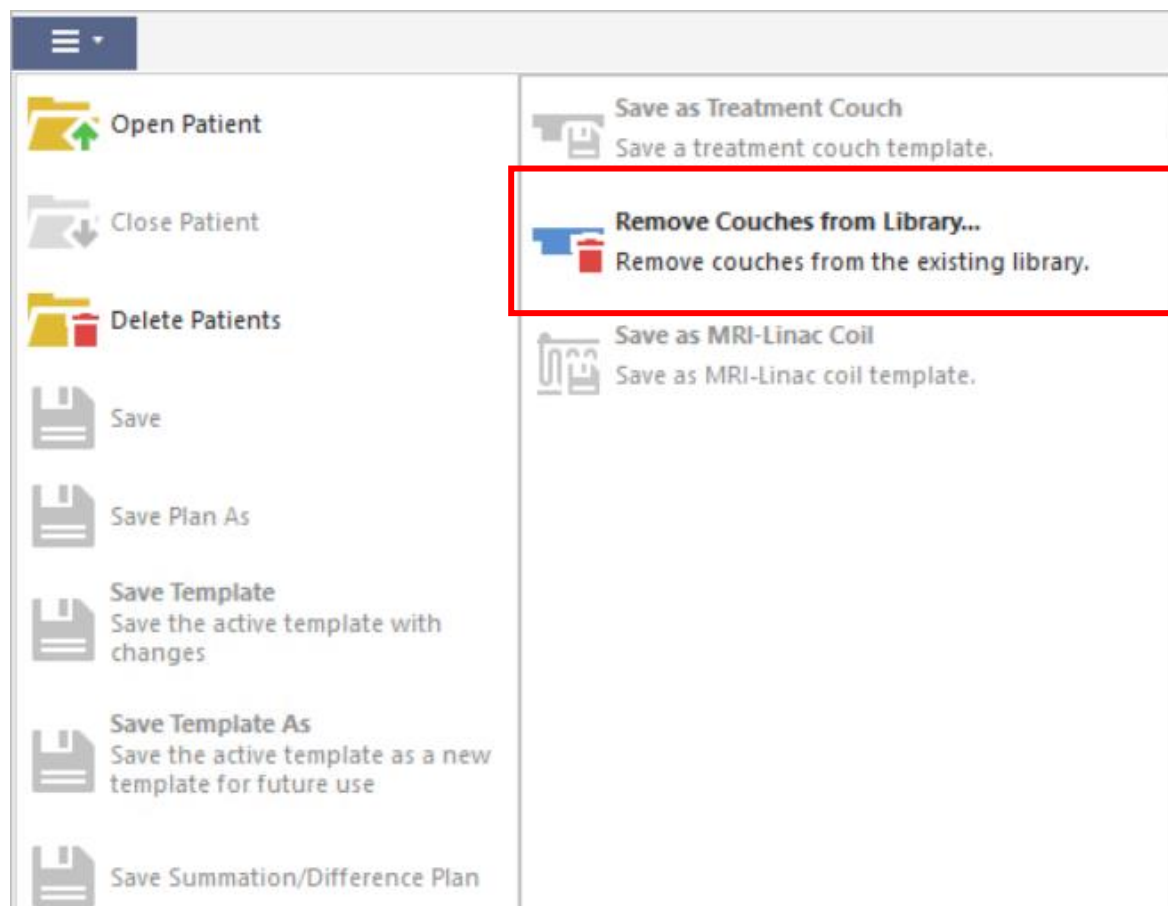 Open Patient
Close Patient
Delete Patients
Save
Save Plan As
Save Template
Save the active template with
changes
Save Template As
Save the active template as a new
template for future use
Save Summation/Difference Plan
Save as Treatment Couch
Save a treatment couch template.
Remove Couches from Library...
Remove couches from the existing library.
Save as MRI-Linac Coil
Save as MRI-Linac coil template.